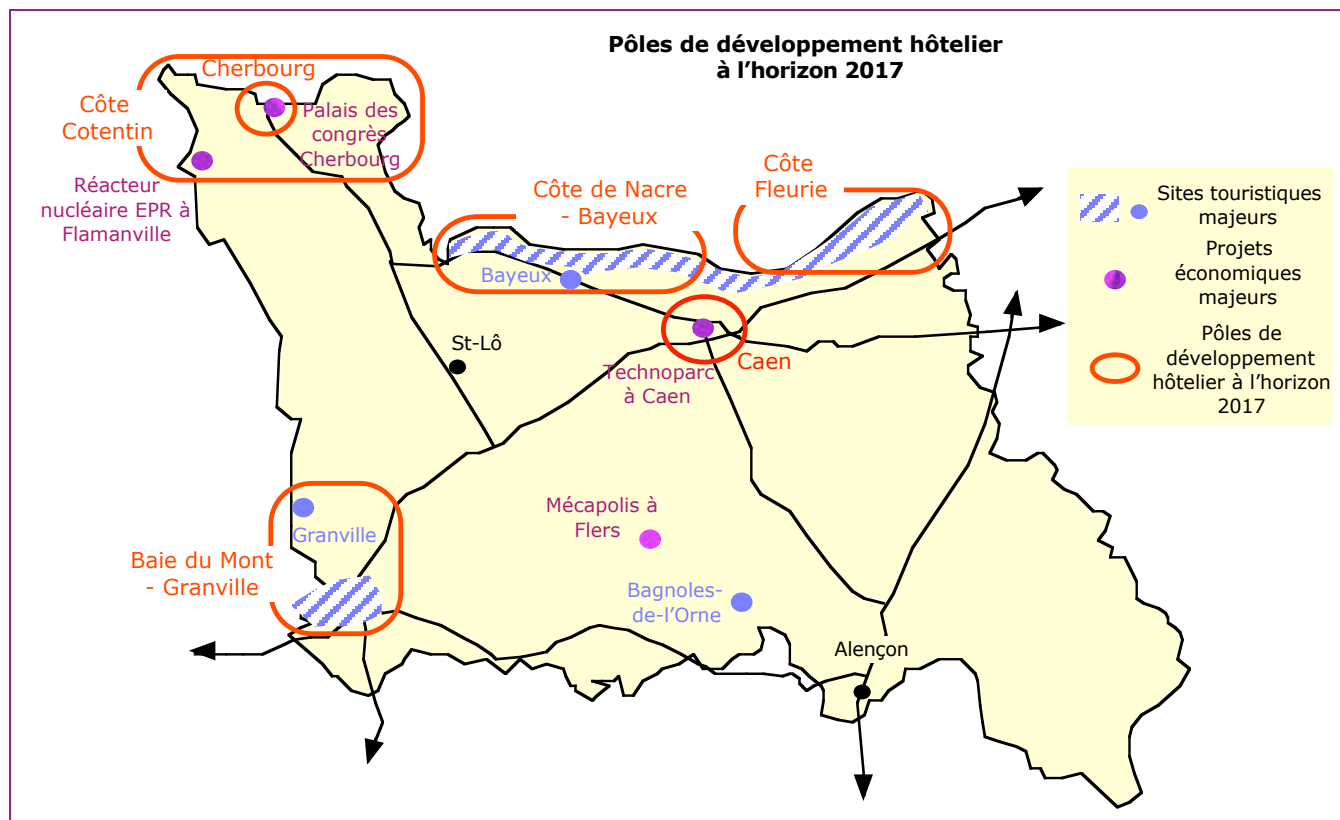 Pôles de développement hôtelier
à l’horizon 2017
Cherbourg
Côte
Cotentin
Palais des
congrès
Cherbourg
Réacteur
nucléaire EPR à
Flamanville
Côte de Nacre
- Bayeux
Côte
Fleurie
Bayeux
St-Lô
Caen
Technoparc
à Caen
Granville
Baie du Mont
- Granville
Mécapolis à
Flers
Bagnoles-
de-l’Orne
Alençon
Sites touristiques
majeurs
Projets
économiques
majeurs
Pôles de
développement
hôtelier à l’horizon
2017